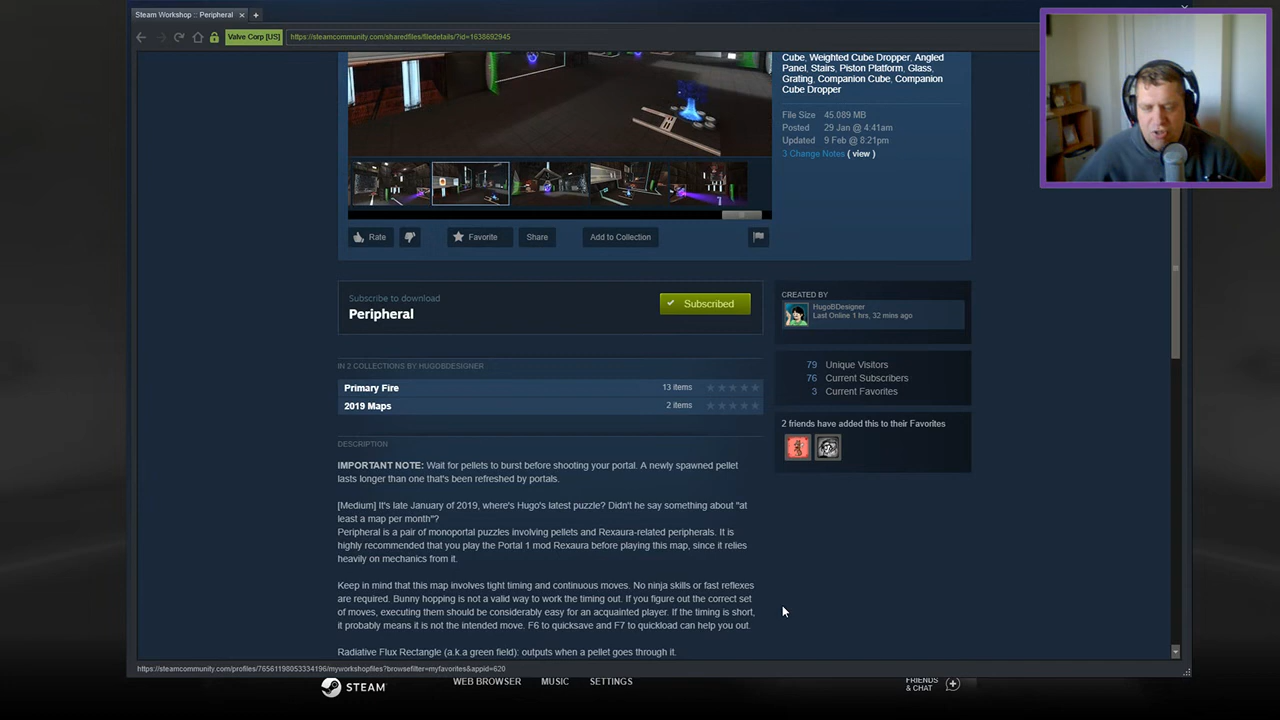 Steam Workshop :: Peripheral
Valve Corp [US]
https://steamcommunity.com/sharedfiles/filedetails/?id=1638692945
Cube, Weighted Cube Dropper, Angled
Panel, Stairs, Piston Platform, Glass,
Grating, Companion Cube, Companion
Cube Dropper
File Size 45.089 MB
Posted 29 Jan @ 4:41am
Updated 9 Feb @ 8:21pm
3 Change Notes ( view )
Rate Favorite Share Add to Collection
Subscribe to download
Peripheral
Subscribed
CREATED BY
HugoBDesigner
Last Online 1 hrs, 32 mins ago
79 Unique Visitors
76 Current Subscribers
3 Current Favorites
2 friends have added this to their Favorites
IN 2 COLLECTIONS BY HUGOBDESIGNER
Primary Fire 13 items
2019 Maps 2 items
DESCRIPTION
IMPORTANT NOTE: Wait for pellets to burst before shooting your portal. A newly spawned pellet
lasts longer than one that's been refreshed by portals.
[Medium] It's late January of 2019, where's Hugo's latest puzzle? Didn't he say something about "at
least a map per month"?
Peripheral is a pair of monoportal puzzles involving pellets and Rexaura-related peripherals. It is
highly recommended that you play the Portal 1 mod Rexaura before playing this map, since it relies
heavily on mechanics from it.
Keep in mind that this map involves tight timing and continuous moves. No ninja skills or fast reflexes
are required. Bunny hopping is not a valid way to work the timing out. If you figure out the correct set
of moves, executing them should be considerably easy for an acquainted player. If the timing is short,
it probably means it is not the intended move. F6 to quicksave and F7 to quickload can help you out.
Radiative Flux Rectangle (a.k.a green field): outputs when a pellet goes through it.
https://steamcommunity.com/profiles/76561198053334196/myworkshopfiles?browsefilter=myfavorites&appid=620
STEAM
WEB BROWSER MUSIC SETTINGS
FRIENDS
& CHAT